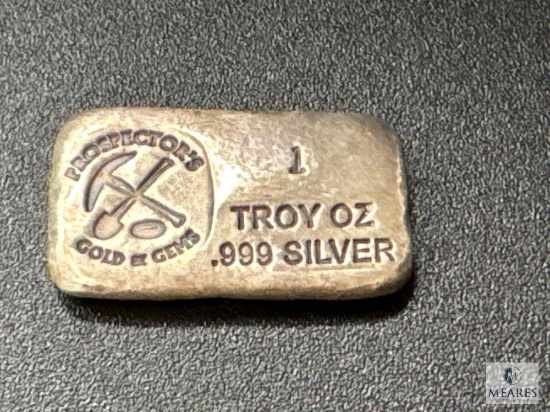 PROSPECTOR'S
GOLD & GEMS
1
TROY OZ
.999 SILVER
MEARES